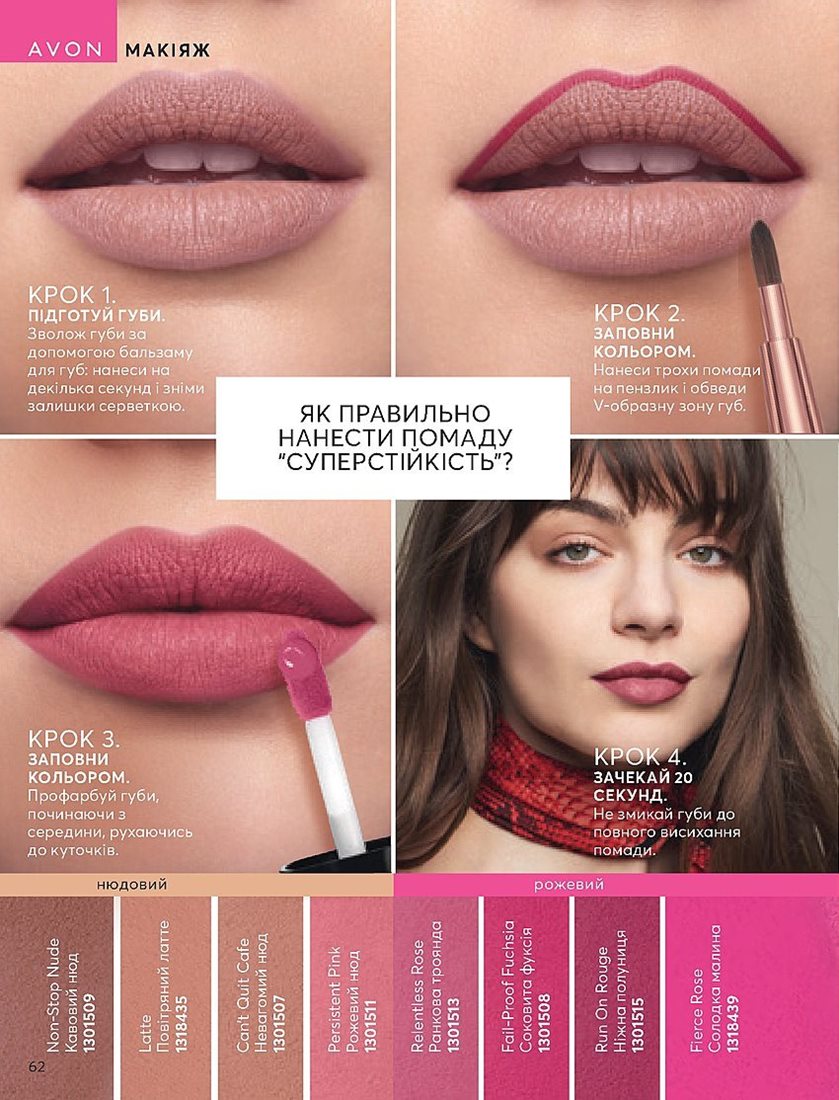 AVON МАКІЯЖ
КРОК 1.
ПІДГОТУЙ ГУБИ.
Зволож губи за
допомогою бальзаму
для губ: нанеси на
декілька секунд і зніми
залишки серветкою.
КРОК 2.
ЗАПОВНИ
КОЛЬОРОМ.
Нанеси трохи помади
на пензлик і обведи
V-образну зону губ.
ЯК ПРАВИЛЬНО
НАНЕСТИ ПОМАДУ
"СУПЕРСТІЙКІСТЬ"?
КРОК 3.
ЗАПОВНИ
КОЛЬОРОМ.
Профарбуй губи,
починаючи з
середини, рухаючись
до куточків.
КРОК 4.
ЗАЧЕКАЙ 20
СЕКУНД.
Не змикай губи до
повного висихання
помади.
нюдовий
рожевий
Non-Stop Nude
Кавовий нюд
1301509
Latte
Повітряний латте
1318435
Can't Quit Cafe
Невагомий нюд
1301507
Persistent Pink
Рожевий нюд
1301511
Relentless Rose
Ранкова троянда
1301513
Fail-Proof Fuchsia
Соковита фуксія
1301508
Run On Rouge
Ніжна полуниця
1301515
Fierce Rose
Солодка малина
1318439
62